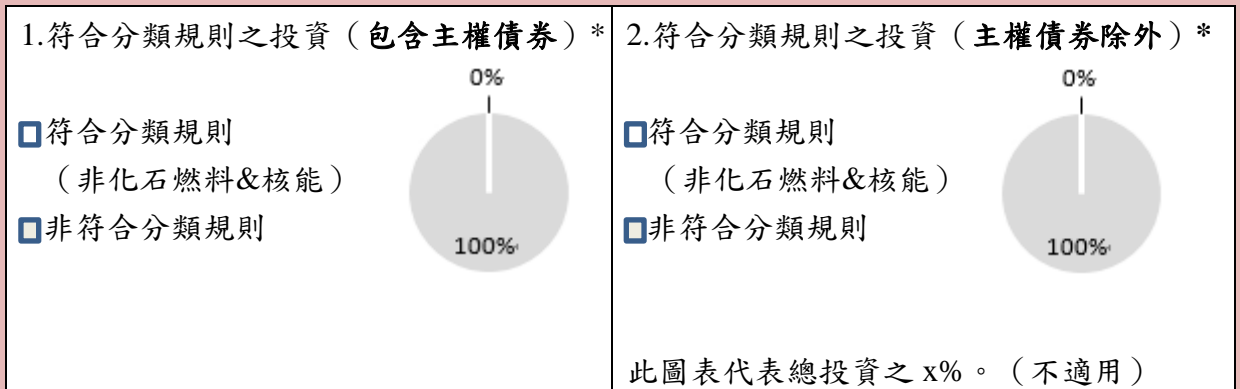 1.符合分類規則之投資（包含主權債券）*
0%
符合分類規則
（非化石燃料&核能）
非符合分類規則
100%
2.符合分類規則之投資（主權債券除外）*
0%
符合分類規則
（非化石燃料&核能）
非符合分類規則
100%
此圖表代表總投資之 x%。（不適用）